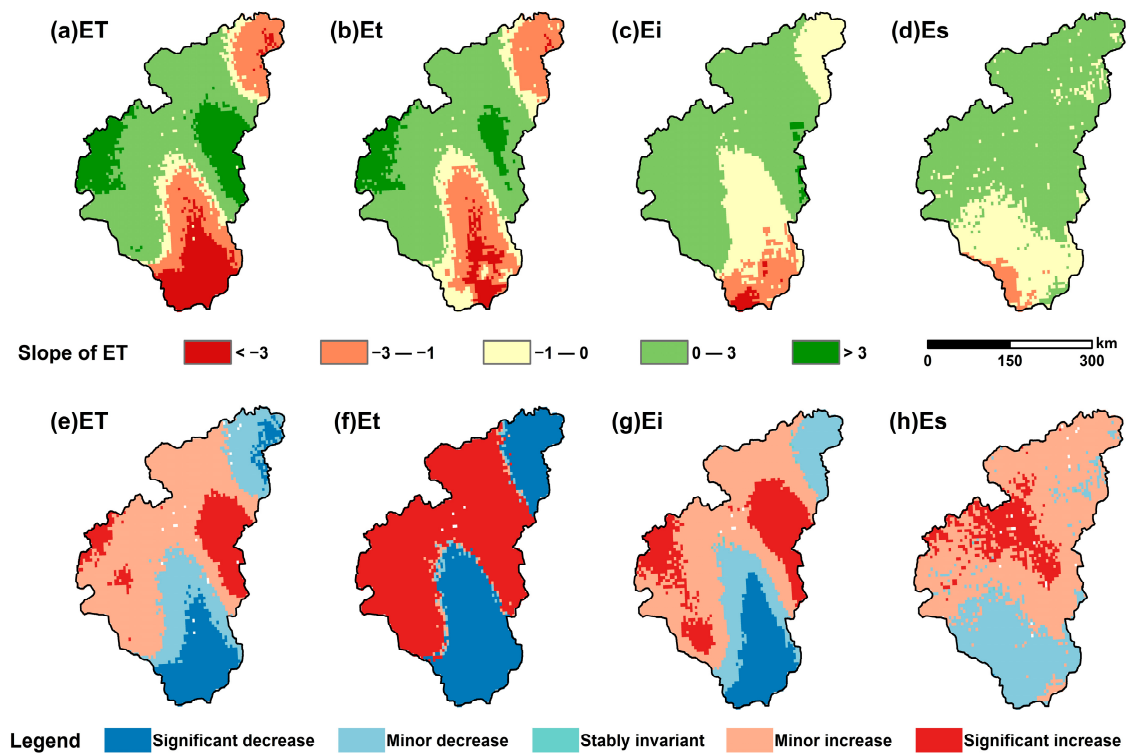 (a)ET
(b)Et
(c)Ei
(d)Es
Slope of ET
< −3
−3 — −1
−1 — 0
0 — 3
> 3
km
0 150 300
(e)ET
(f)Et
(g)Ei
(h)Es
Legend
Significant decrease
Minor decrease
Stably invariant
Minor increase
Significant increase